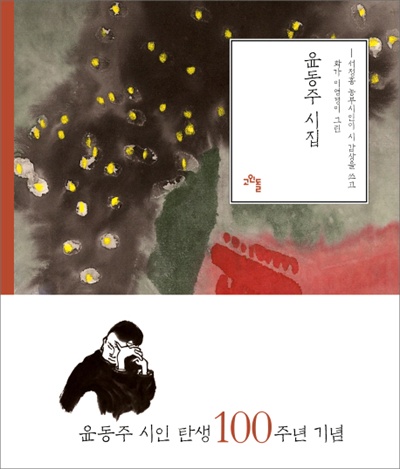 윤동주 시집
서정홍 농부시인이 시 감상을 쓰고
화가 이영경이 그린
고인돌
윤동주 시인 탄생 100주년 기념